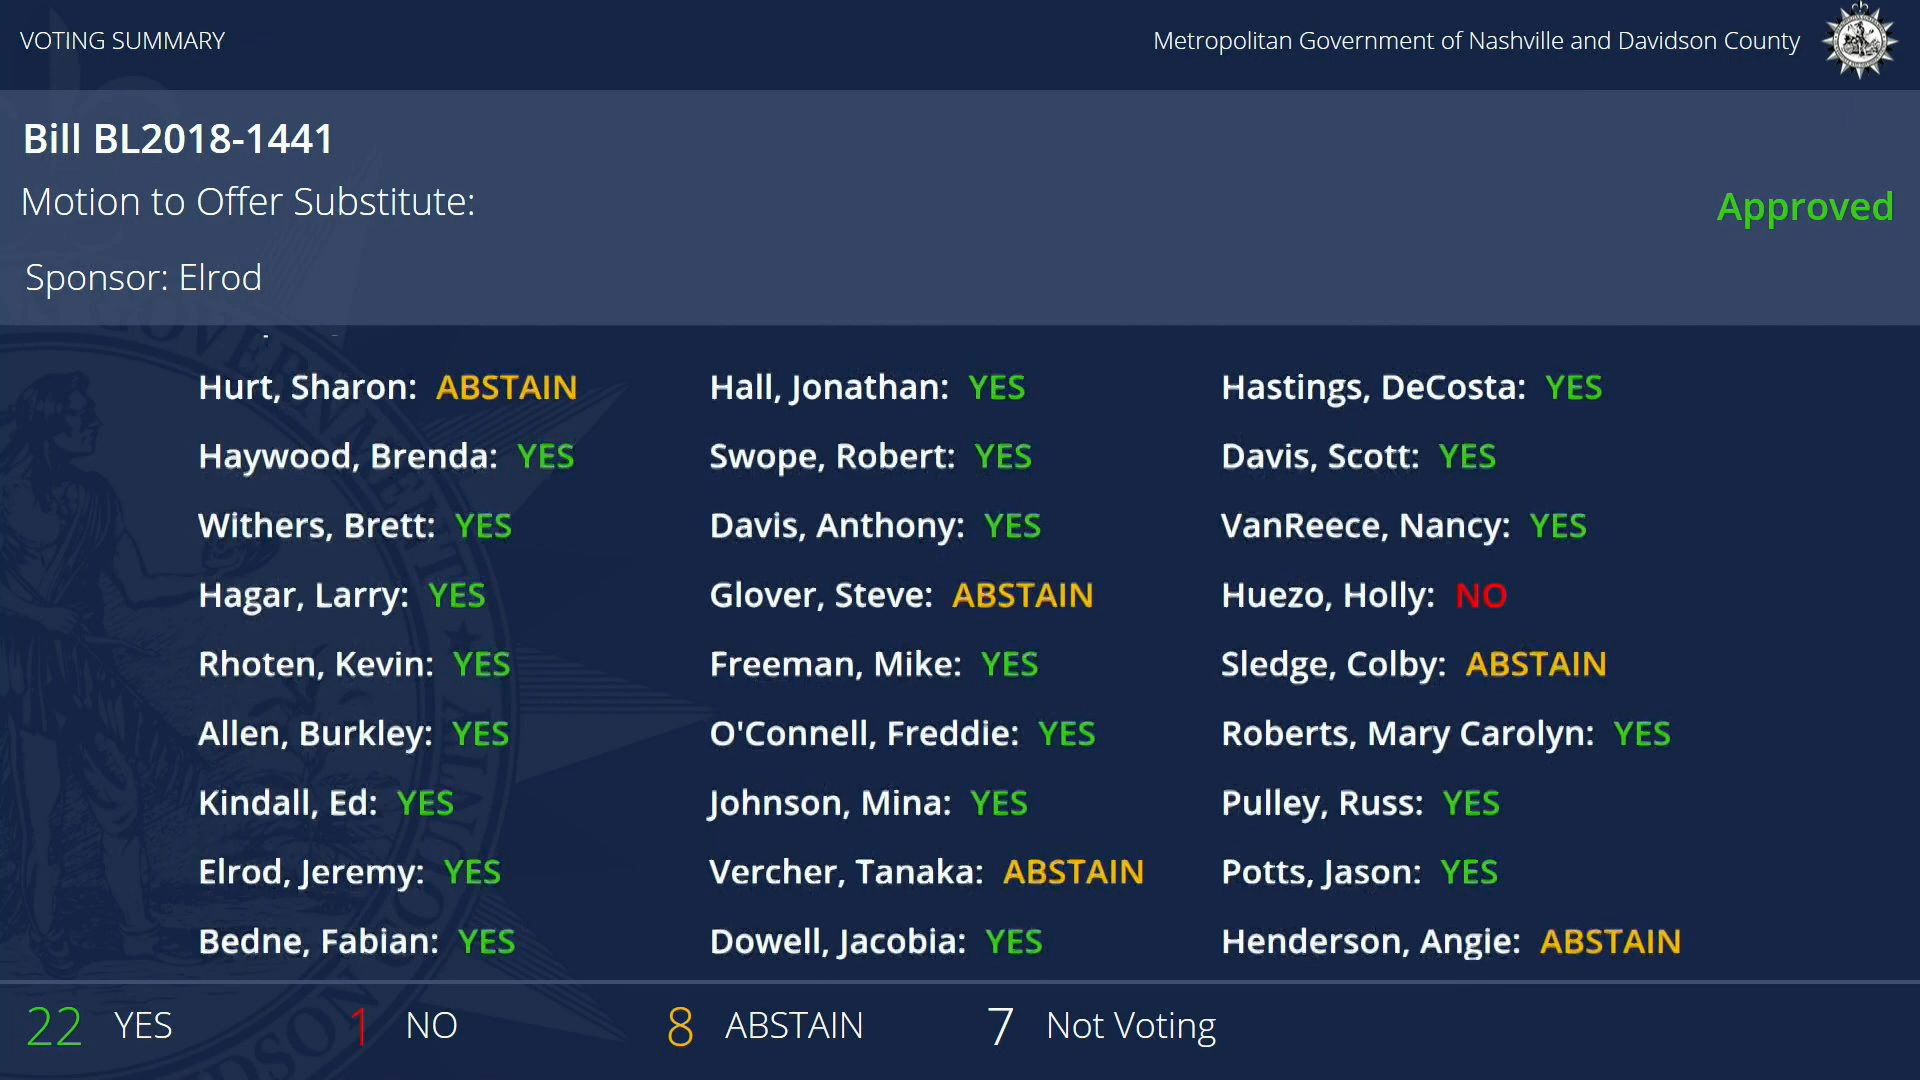 VOTING SUMMARY
Metropolitan Government of Nashville and Davidson County
Bill BL2018-1441
Motion to Offer Substitute:
Approved
Sponsor: Elrod
Hurt, Sharon: ABSTAIN Hall, Jonathan: YES Hastings, DeCosta: YES
Haywood, Brenda: YES Swope, Robert: YES Davis, Scott: YES
Withers, Brett: YES Davis, Anthony: YES VanReece, Nancy: YES
Hagar, Larry: YES Glover, Steve: ABSTAIN Huezo, Holly: NO
Rhoten, Kevin: YES Freeman, Mike: YES Sledge, Colby: ABSTAIN
Allen, Burkley: YES O'Connell, Freddie: YES Roberts, Mary Carolyn: YES
Kindall, Ed: YES Johnson, Mina: YES Pulley, Russ: YES
Elrod, Jeremy: YES Vercher, Tanaka: ABSTAIN Potts, Jason: YES
Bedne, Fabian: YES Dowell, Jacobia: YES Henderson, Angie: ABSTAIN
22 YES 1 NO 8 ABSTAIN 7 Not Voting